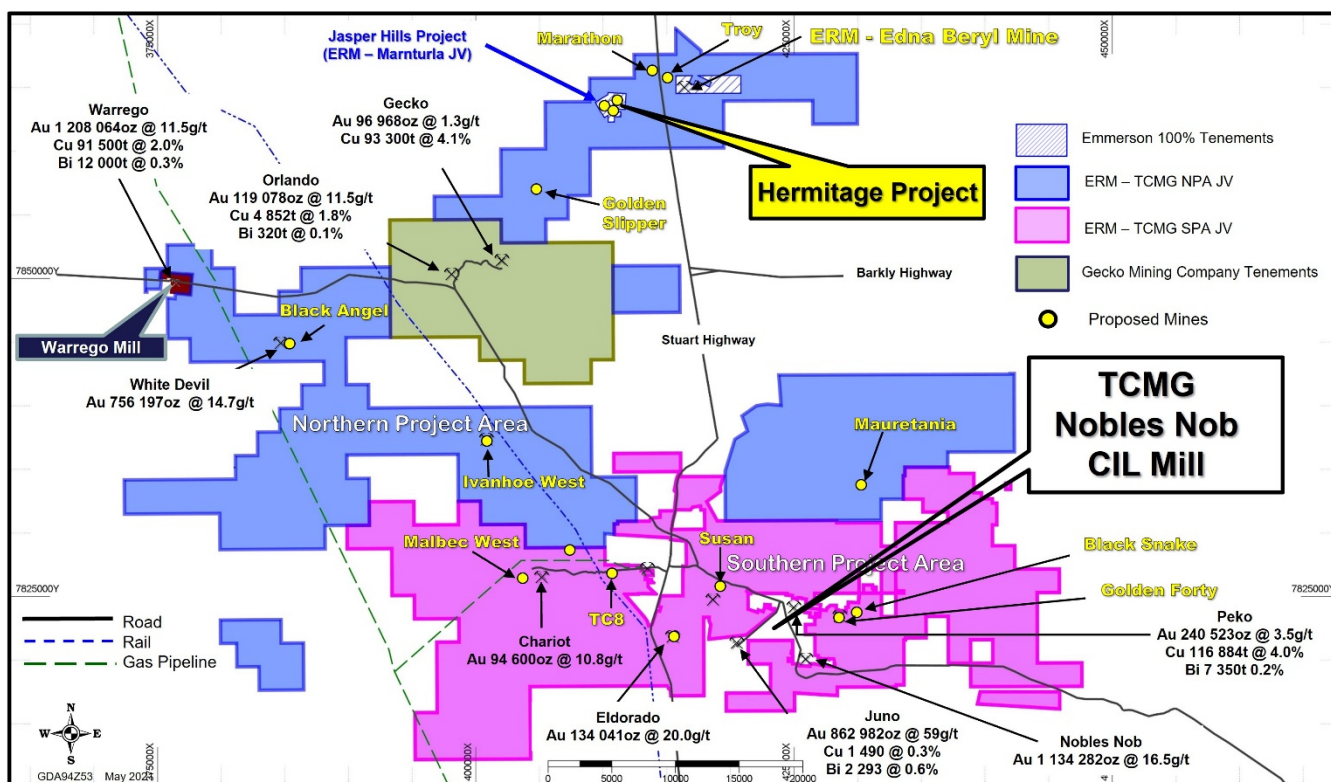 375000X
425000X
4500000X
Jasper Hills Project
(ERM – Marnturla JV)
Marathon
Troy
ERM - Edna Beryl Mine
Warrego
Au 1 208 064oz @ 11.5g/t
Cu 91 500t @ 2.0%
Bi 12 000t @ 0.3%
Gecko
Au 96 968oz @ 1.3g/t
Cu 93 300t @ 4.1%
Orlando
Au 119 078oz @ 11.5g/t
Cu 4 852t @ 1.8%
Bi 320t @ 0.1%
Hermitage Project
Golden
Slipper
Emmerson 100% Tenements
ERM – TCMG NPA JV
ERM – TCMG SPA JV
Gecko Mining Company Tenements
Proposed Mines
7850000Y
Barkly Highway
Stuart Highway
Warrego Mill
Black Angel
White Devil
Au 756 197oz @ 14.7g/t
Northern Project Area
Ivanhoe West
Mauretania
TCMG
Nobles Nob
CIL Mill
Malbec West
Susan
Southern Project Area
Black Snake
Golden Forty
7825000Y
7825000Y
TC8
Chariot
Au 94 600oz @ 10.8g/t
Peko
Au 240 523oz @ 3.5g/t
Cu 116 884t @ 4.0%
Bi 7 350t 0.2%
Road
Rail
Gas Pipeline
Eldorado
Au 134 041oz @ 20.0g/t
Juno
Au 862 982oz @ 59g/t
Cu 1 490 @ 0.3%
Bi 2 293 @ 0.6%
Nobles Nob
Au 1 134 282oz @ 16.5g/t
N
W
E
S
GDA94Z53
400000X
0
5000
10000
15000